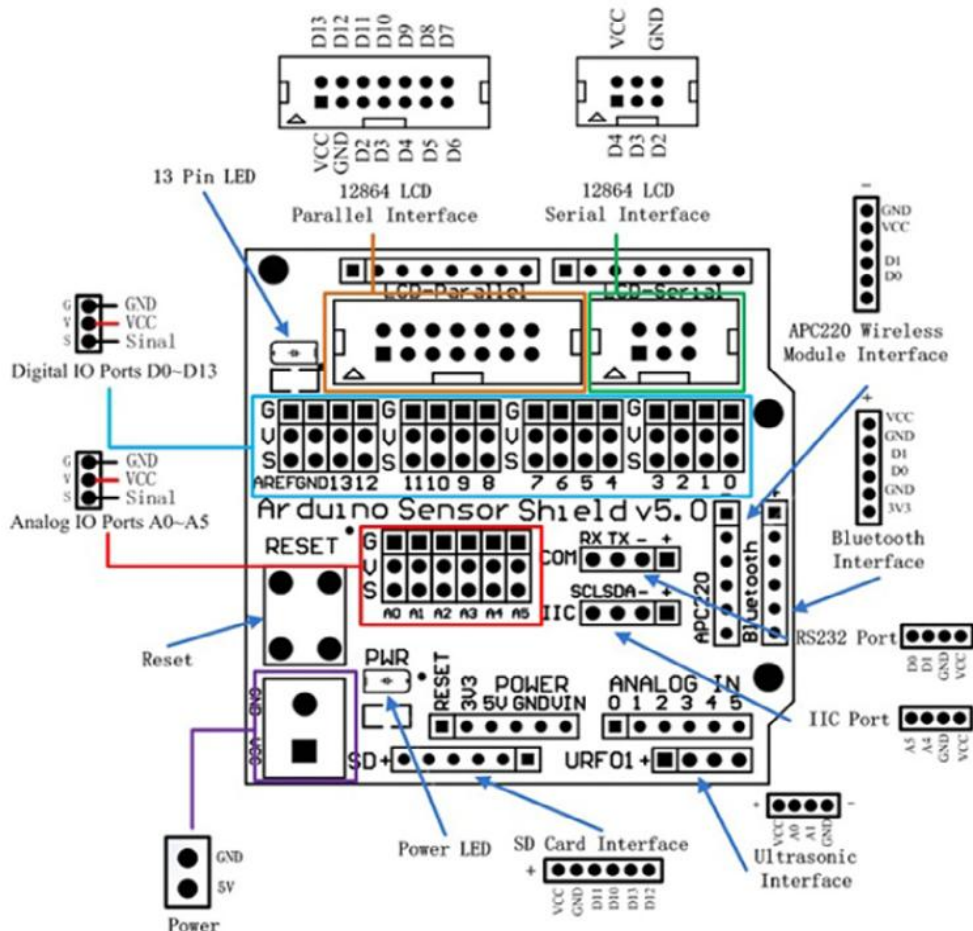 D13 D12 D11 D10 D9 D8 D7
VCC GND D2 D3 D4 D5 D6
VCC GND
D4 D3 D2
13 Pin LED
12864 LCD
Parallel Interface
12864 LCD
Serial Interface
-
GND
VCC
D1
D0
APC220 Wireless
Module Interface
LCD-Parallel
LCD-Serial
G GND
V VCC
S Sinal
Digital IO Ports D0~D13
G GND
V VCC
S Sinal
Analog IO Ports A0~A5
+
VCC
GND
D1
D0
GND
3V3
Bluetooth
Interface
G G G G
V V V V
S S S S
AREF GND 13 12 11 10 9 8 7 6 5 4 3 2 1 0
Arduino Sensor Shield v5.0
- +
RESET
G
V
S
A0 A1 A2 A3 A4 A5
RX TX - +
COM
SCL SDA - +
IIC
APC220
Bluetooth
RS232 Port
D0 D1 GND VCC
Reset
PWR
GND
VCC
RESET 3V3 5V GND VIN
POWER
ANALOG IN
0 1 2 3 4 5
IIC Port
A5 A4 GND VCC
SD+
URF01+
Power LED
SD Card Interface
+
VCC GND D11 D10 D13 D12
+ -
VCC A0 A1 GND
Ultrasonic
Interface
GND
5V
Power